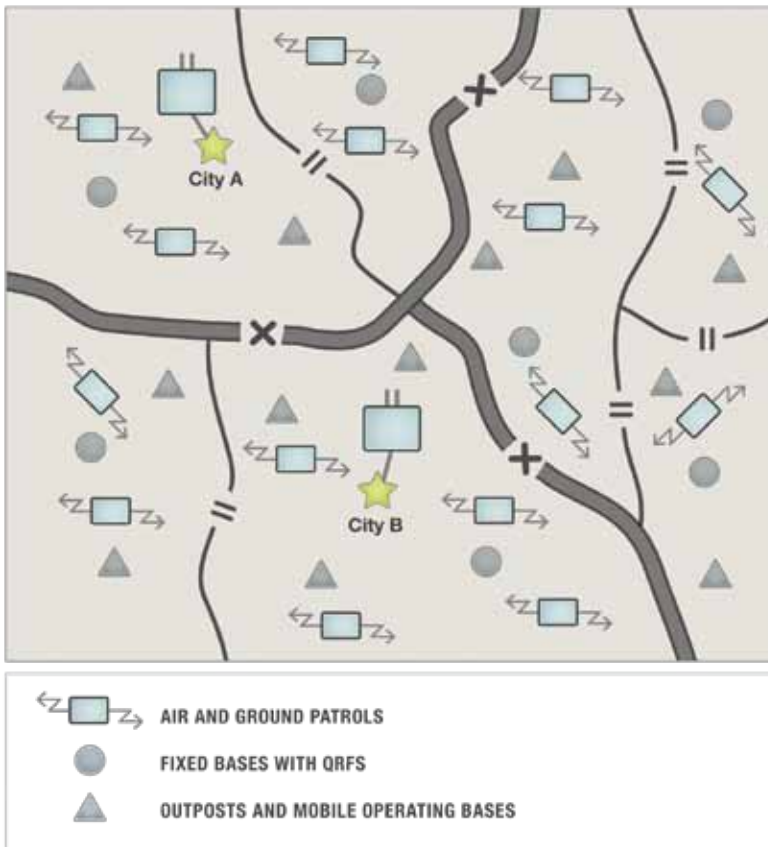 City A
City B
AIR AND GROUND PATROLS
FIXED BASES WITH QRFS
OUTPOSTS AND MOBILE OPERATING BASES